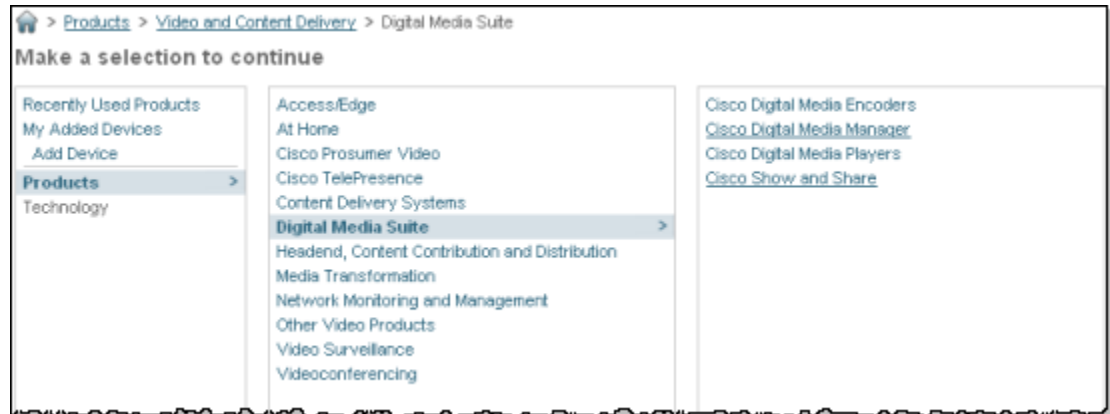 > Products > Video and Content Delivery > Digital Media Suite
Make a selection to continue
Recently Used Products
My Added Devices
Add Device
Products >
Technology
Access/Edge
At Home
Cisco Prosumer Video
Cisco TelePresence
Content Delivery Systems
Digital Media Suite >
Headend, Content Contribution and Distribution
Media Transformation
Network Monitoring and Management
Other Video Products
Video Surveillance
Videoconferencing
Cisco Digital Media Encoders
Cisco Digital Media Manager
Cisco Digital Media Players
Cisco Show and Share